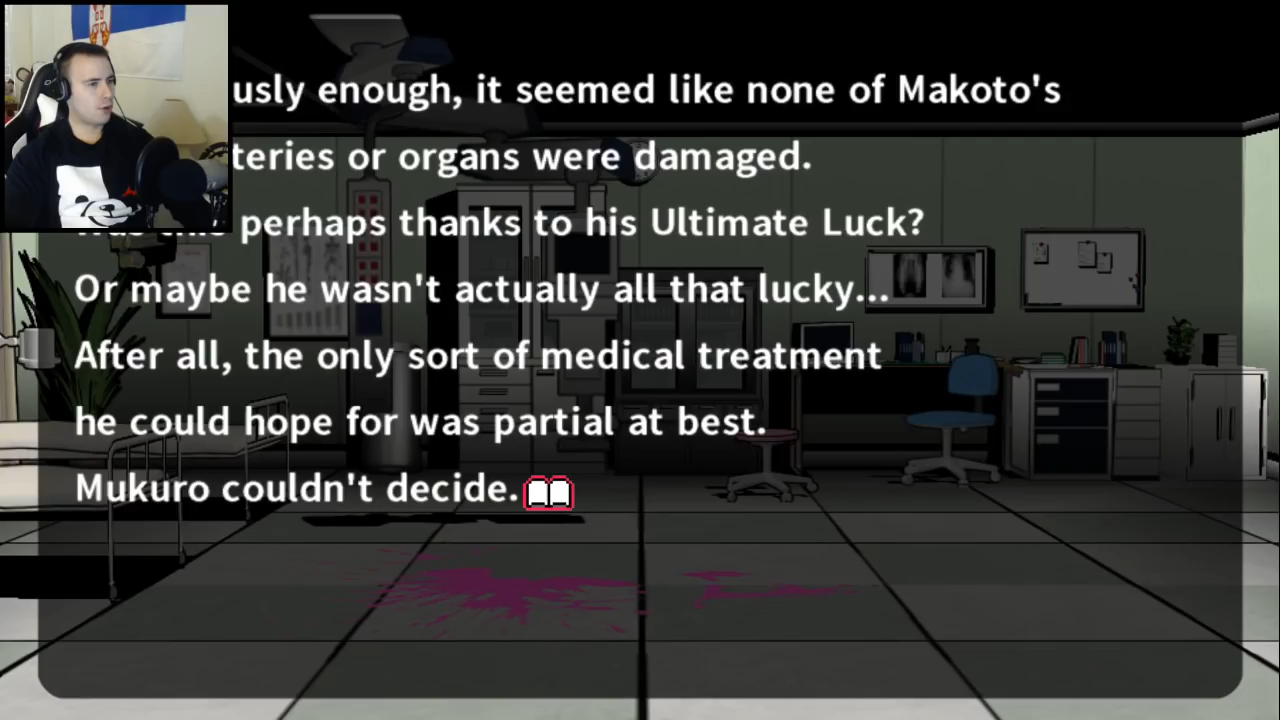 enough, it seemed like none of Makoto's
or organs were damaged.
perhaps thanks to his Ultimate Luck?
Or maybe he wasn't actually all that lucky...
After all, the only sort of medical treatment
he could hope for was partial at best.
Mukuro couldn't decide.